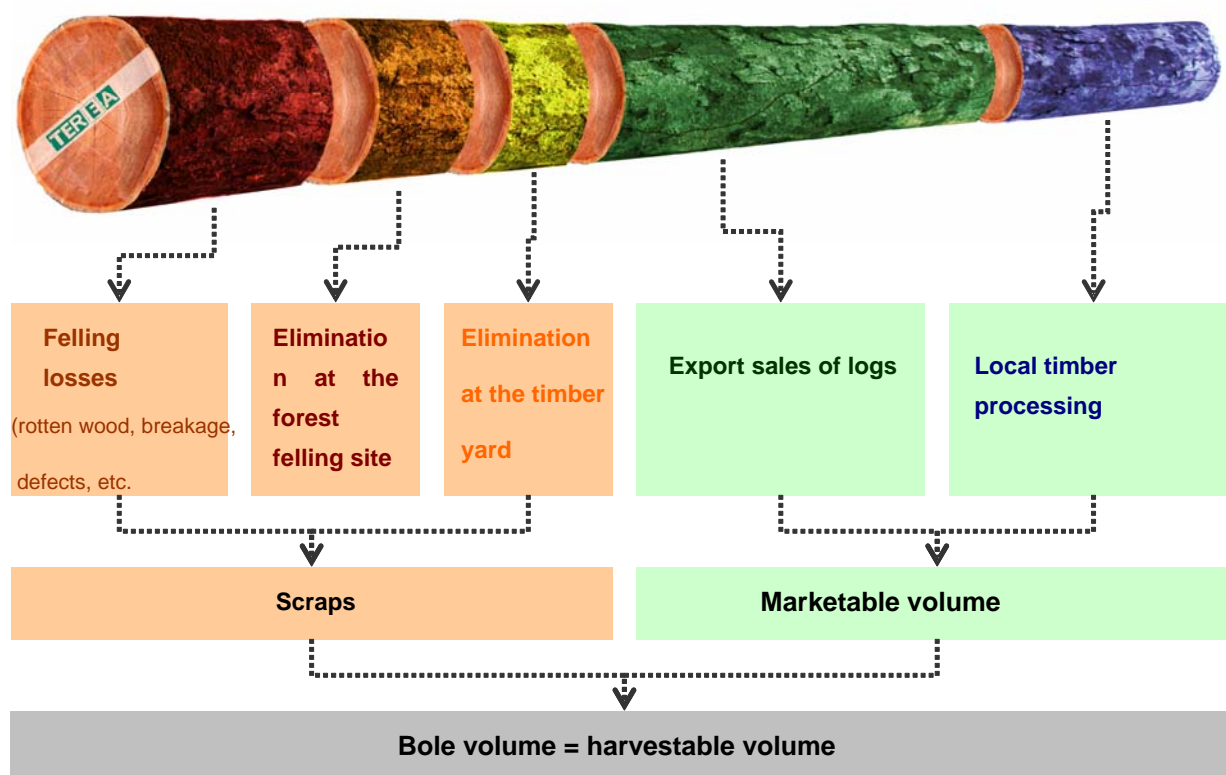 TEREA
Felling
losses
(rotten wood, breakage,
defects, etc.
Eliminatio
n at the
forest
felling site
Elimination
at the timber
yard
Export sales of logs
Local timber
processing
Scraps
Marketable volume
Bole volume = harvestable volume